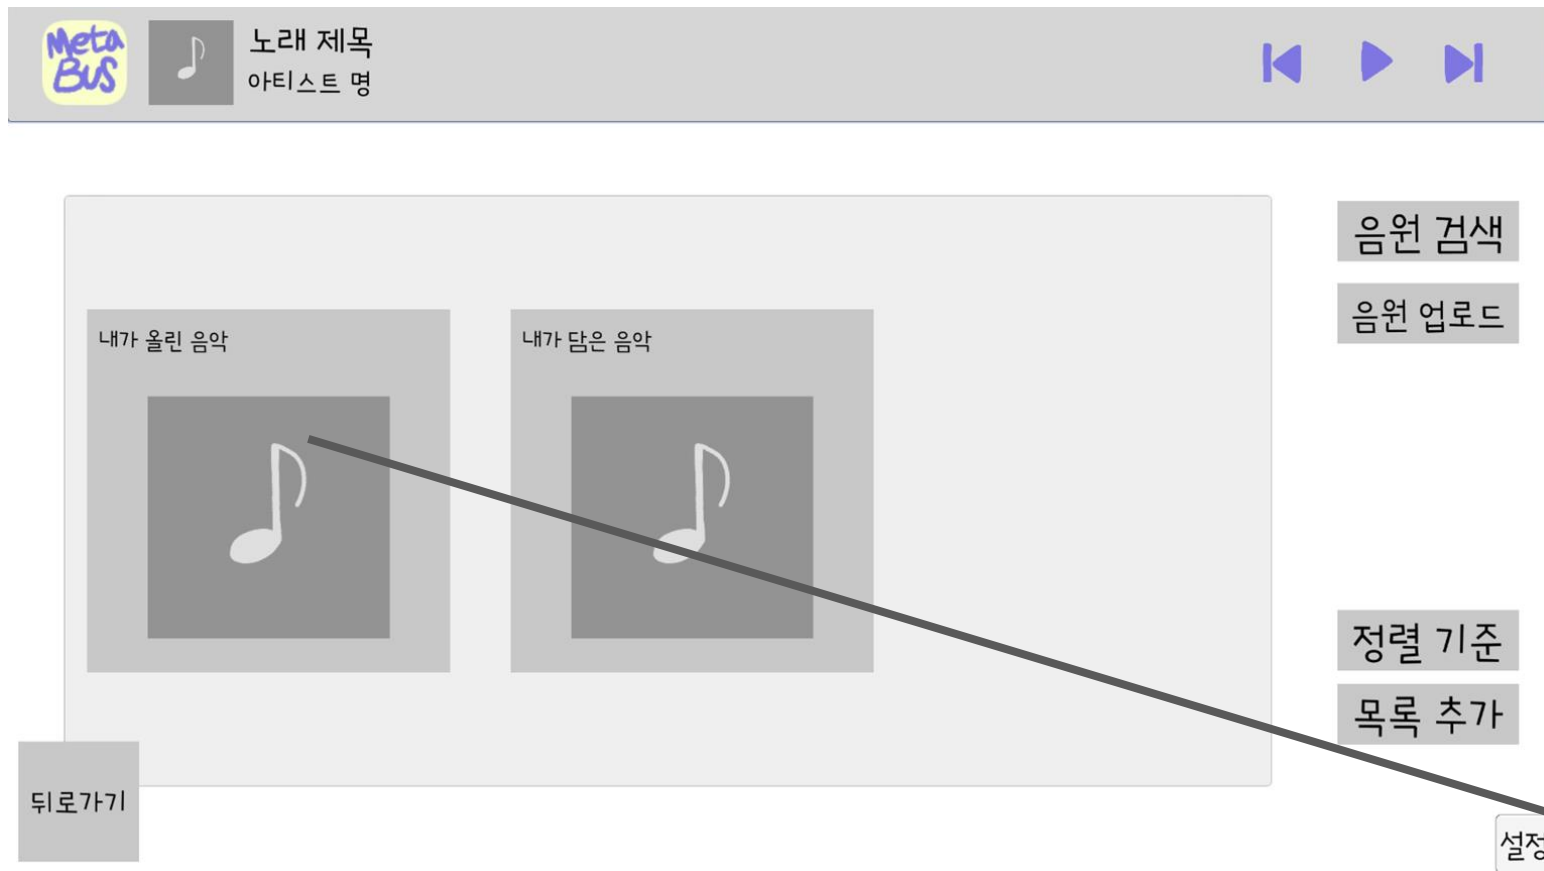 Meta
BUS
노래 제목
아티스트 명
음원 검색
음원 업로드
내가 올린 음악
내가 담은 음악
정렬 기준
목록 추가
뒤로가기
설정